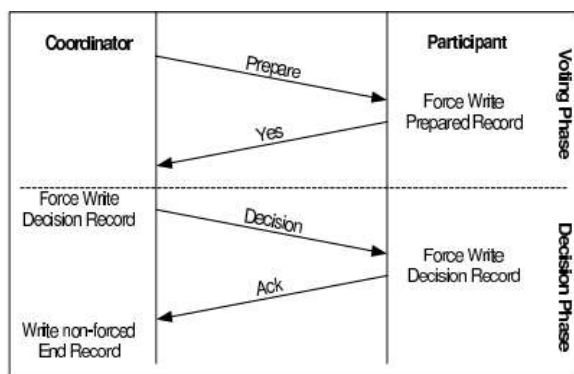 Coordinator
Participant
Prepare
Force Write
Prepared Record
Yes
Voting Phase
Force Write
Decision Record
Decision
Force Write
Decision Record
Ack
Write non-forced
End Record
Decision Phase